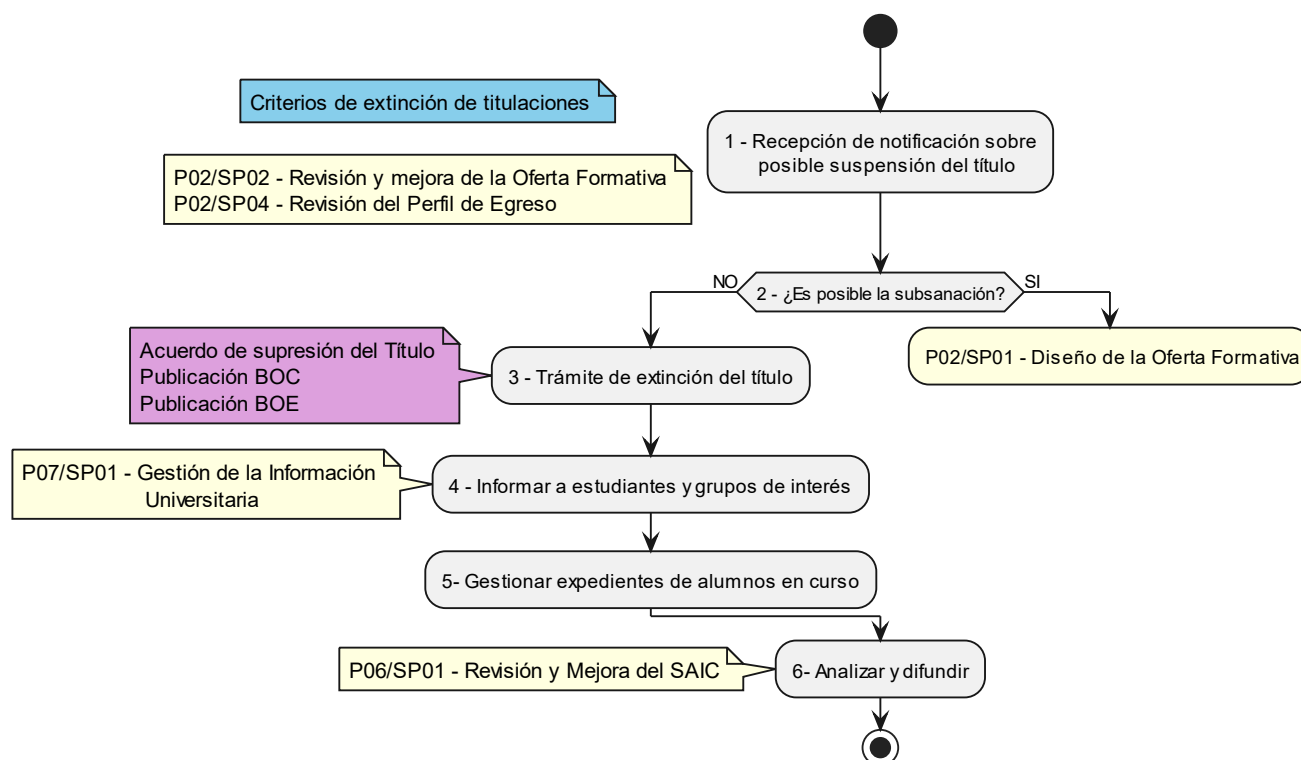 Criterios de extinción de titulaciones
1 - Recepción de notificación sobre
posible suspensión del título
P02/SP02 - Revisión y mejora de la Oferta Formativa
P02/SP04 - Revisión del Perfil de Egreso
NO
2 - ¿Es posible la subsanación?
SI
P02/SP01 - Diseño de la Oferta Formativa
Acuerdo de supresión del Título
Publicación BOC
Publicación BOE
3 - Trámite de extinción del título
P07/SP01 - Gestión de la Información
Universitaria
4 - Informar a estudiantes y grupos de interés
5- Gestionar expedientes de alumnos en curso
P06/SP01 - Revisión y Mejora del SAIC
6- Analizar y difundir